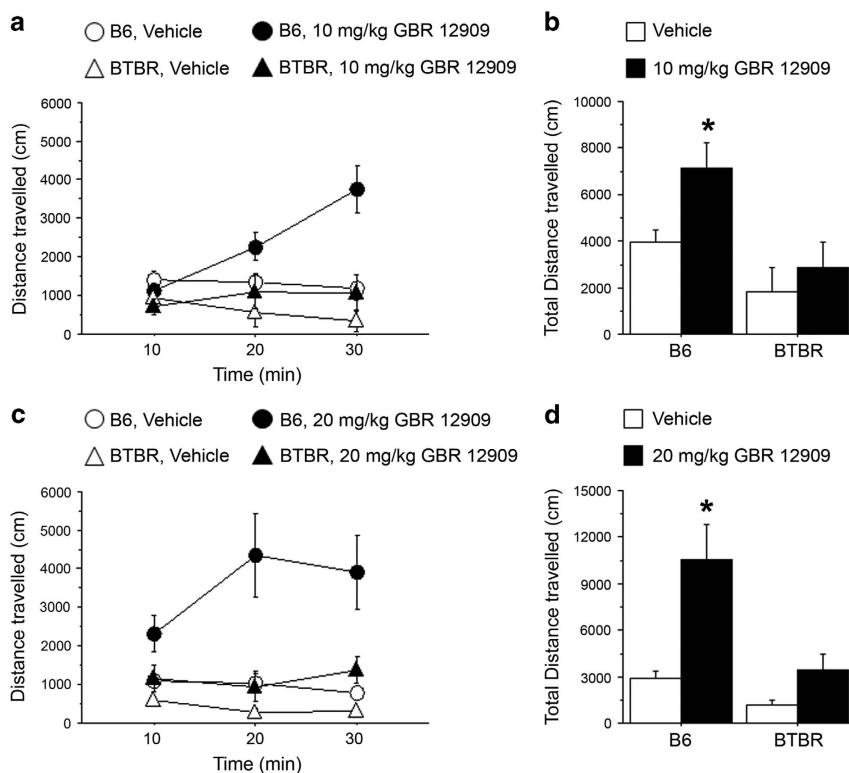 a
B6, Vehicle
B6, 10 mg/kg GBR 12909
BTBR, Vehicle
BTBR, 10 mg/kg GBR 12909
Distance travelled (cm)
6000
5000
4000
3000
2000
1000
0
10 20 30
Time (min)
b
Vehicle
10 mg/kg GBR 12909
Total Distance travelled (cm)
10000
8000
6000
4000
2000
0
*
B6 BTBR
c
B6, Vehicle
B6, 20 mg/kg GBR 12909
BTBR, Vehicle
BTBR, 20 mg/kg GBR 12909
Distance travelled (cm)
6000
5000
4000
3000
2000
1000
0
10 20 30
Time (min)
d
Vehicle
20 mg/kg GBR 12909
Total Distance travelled (cm)
15000
12000
9000
6000
3000
0
*
B6 BTBR